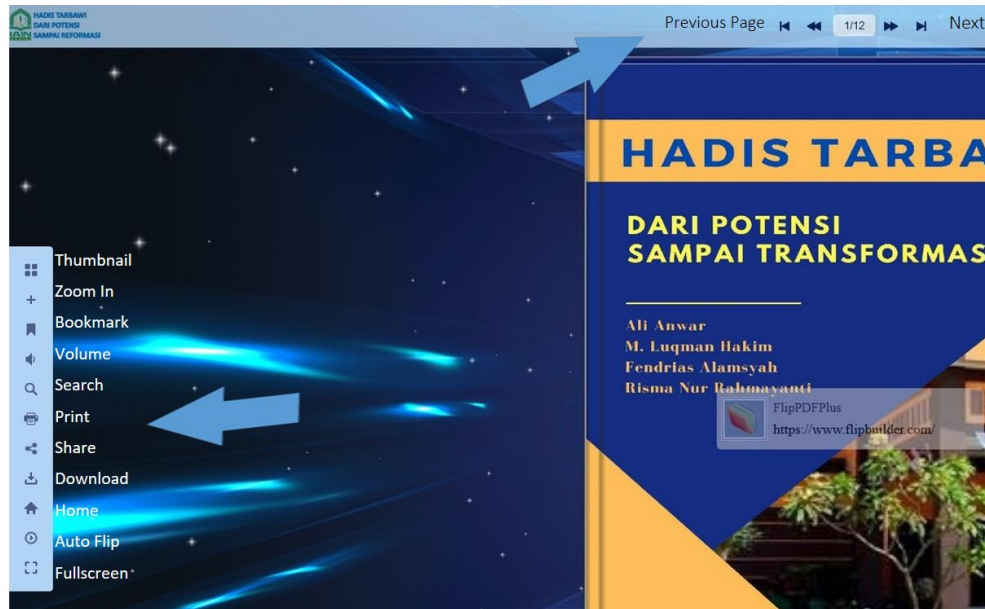 HADIS TARBAWI
DARI POTENSI
SAMPAI REFORMASI
IAIN
Previous Page
1/12
Next
HADIS TARBA
DARI POTENSI
SAMPAI TRANSFORMAS
Ali Anwar
M. Luqman Hakim
Fendrias Alamsyah
Risma Nur Rahmayanti
FlipPDFPlus
https://www.flipbuilder.com/
Thumbnail
Zoom In
Bookmark
Volume
Search
Print
Share
Download
Home
Auto Flip
Fullscreen